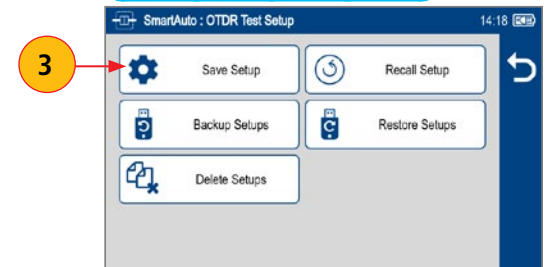 SmartAuto : OTDR Test Setup 14:18
3 Save Setup Recall Setup
Backup Setups Restore Setups
Delete Setups